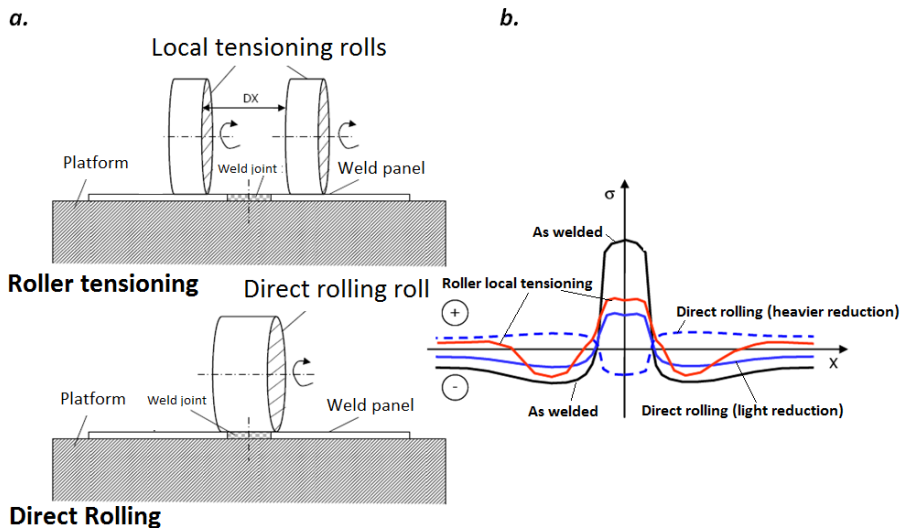 a.
Local tensioning rolls
DX
Platform
Weld joint
Weld panel
Roller tensioning
Direct rolling roll
Platform
Weld joint
Weld panel
Direct Rolling
b.
σ
As welded
Roller local tensioning
+
Direct rolling (heavier reduction)
X
-
As welded
Direct rolling (light reduction)